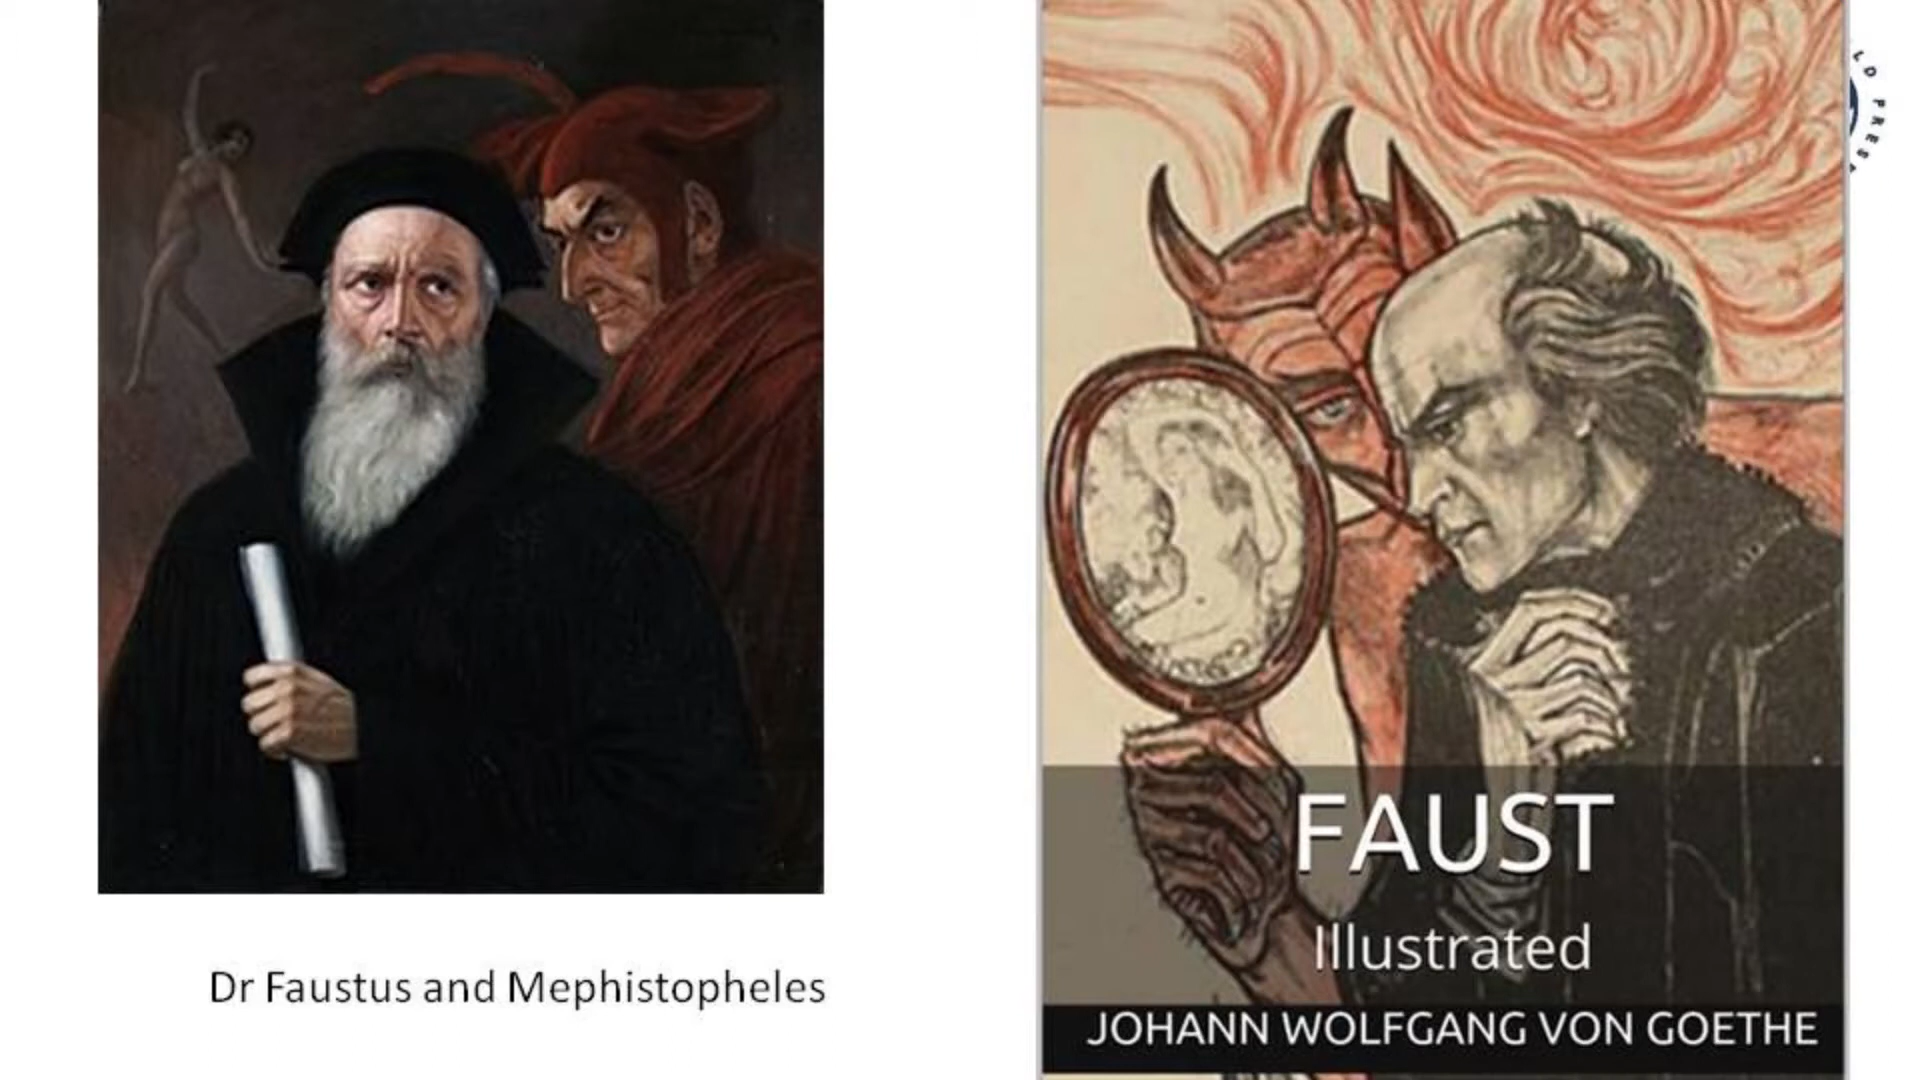 Dr Faustus and Mephistopheles
FAUST
Illustrated
JOHANN WOLFGANG VON GOETHE